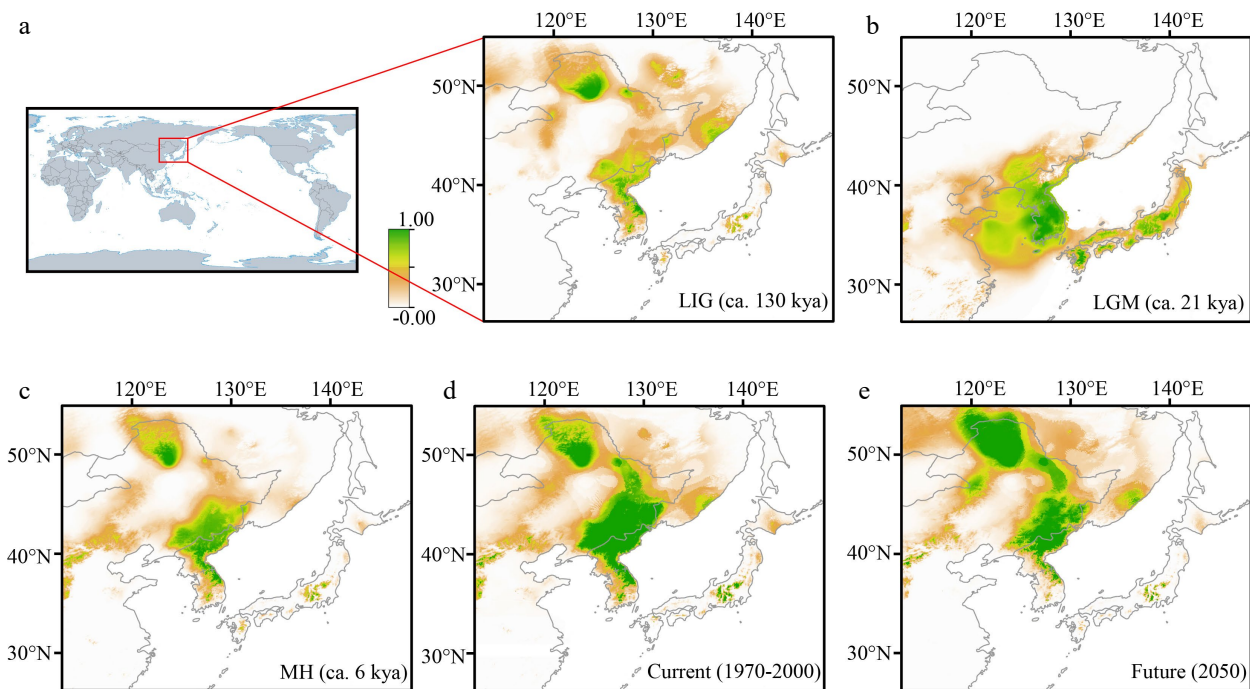 a
120°E 130°E 140°E
50°N
40°N
30°N
LIG (ca. 130 kya)
1.00
-0.00
b
120°E 130°E 140°E
50°N
40°N
30°N
LGM (ca. 21 kya)
c
120°E 130°E 140°E
50°N
40°N
30°N
MH (ca. 6 kya)
d
120°E 130°E 140°E
50°N
40°N
30°N
Current (1970-2000)
e
120°E 130°E 140°E
50°N
40°N
30°N
Future (2050)